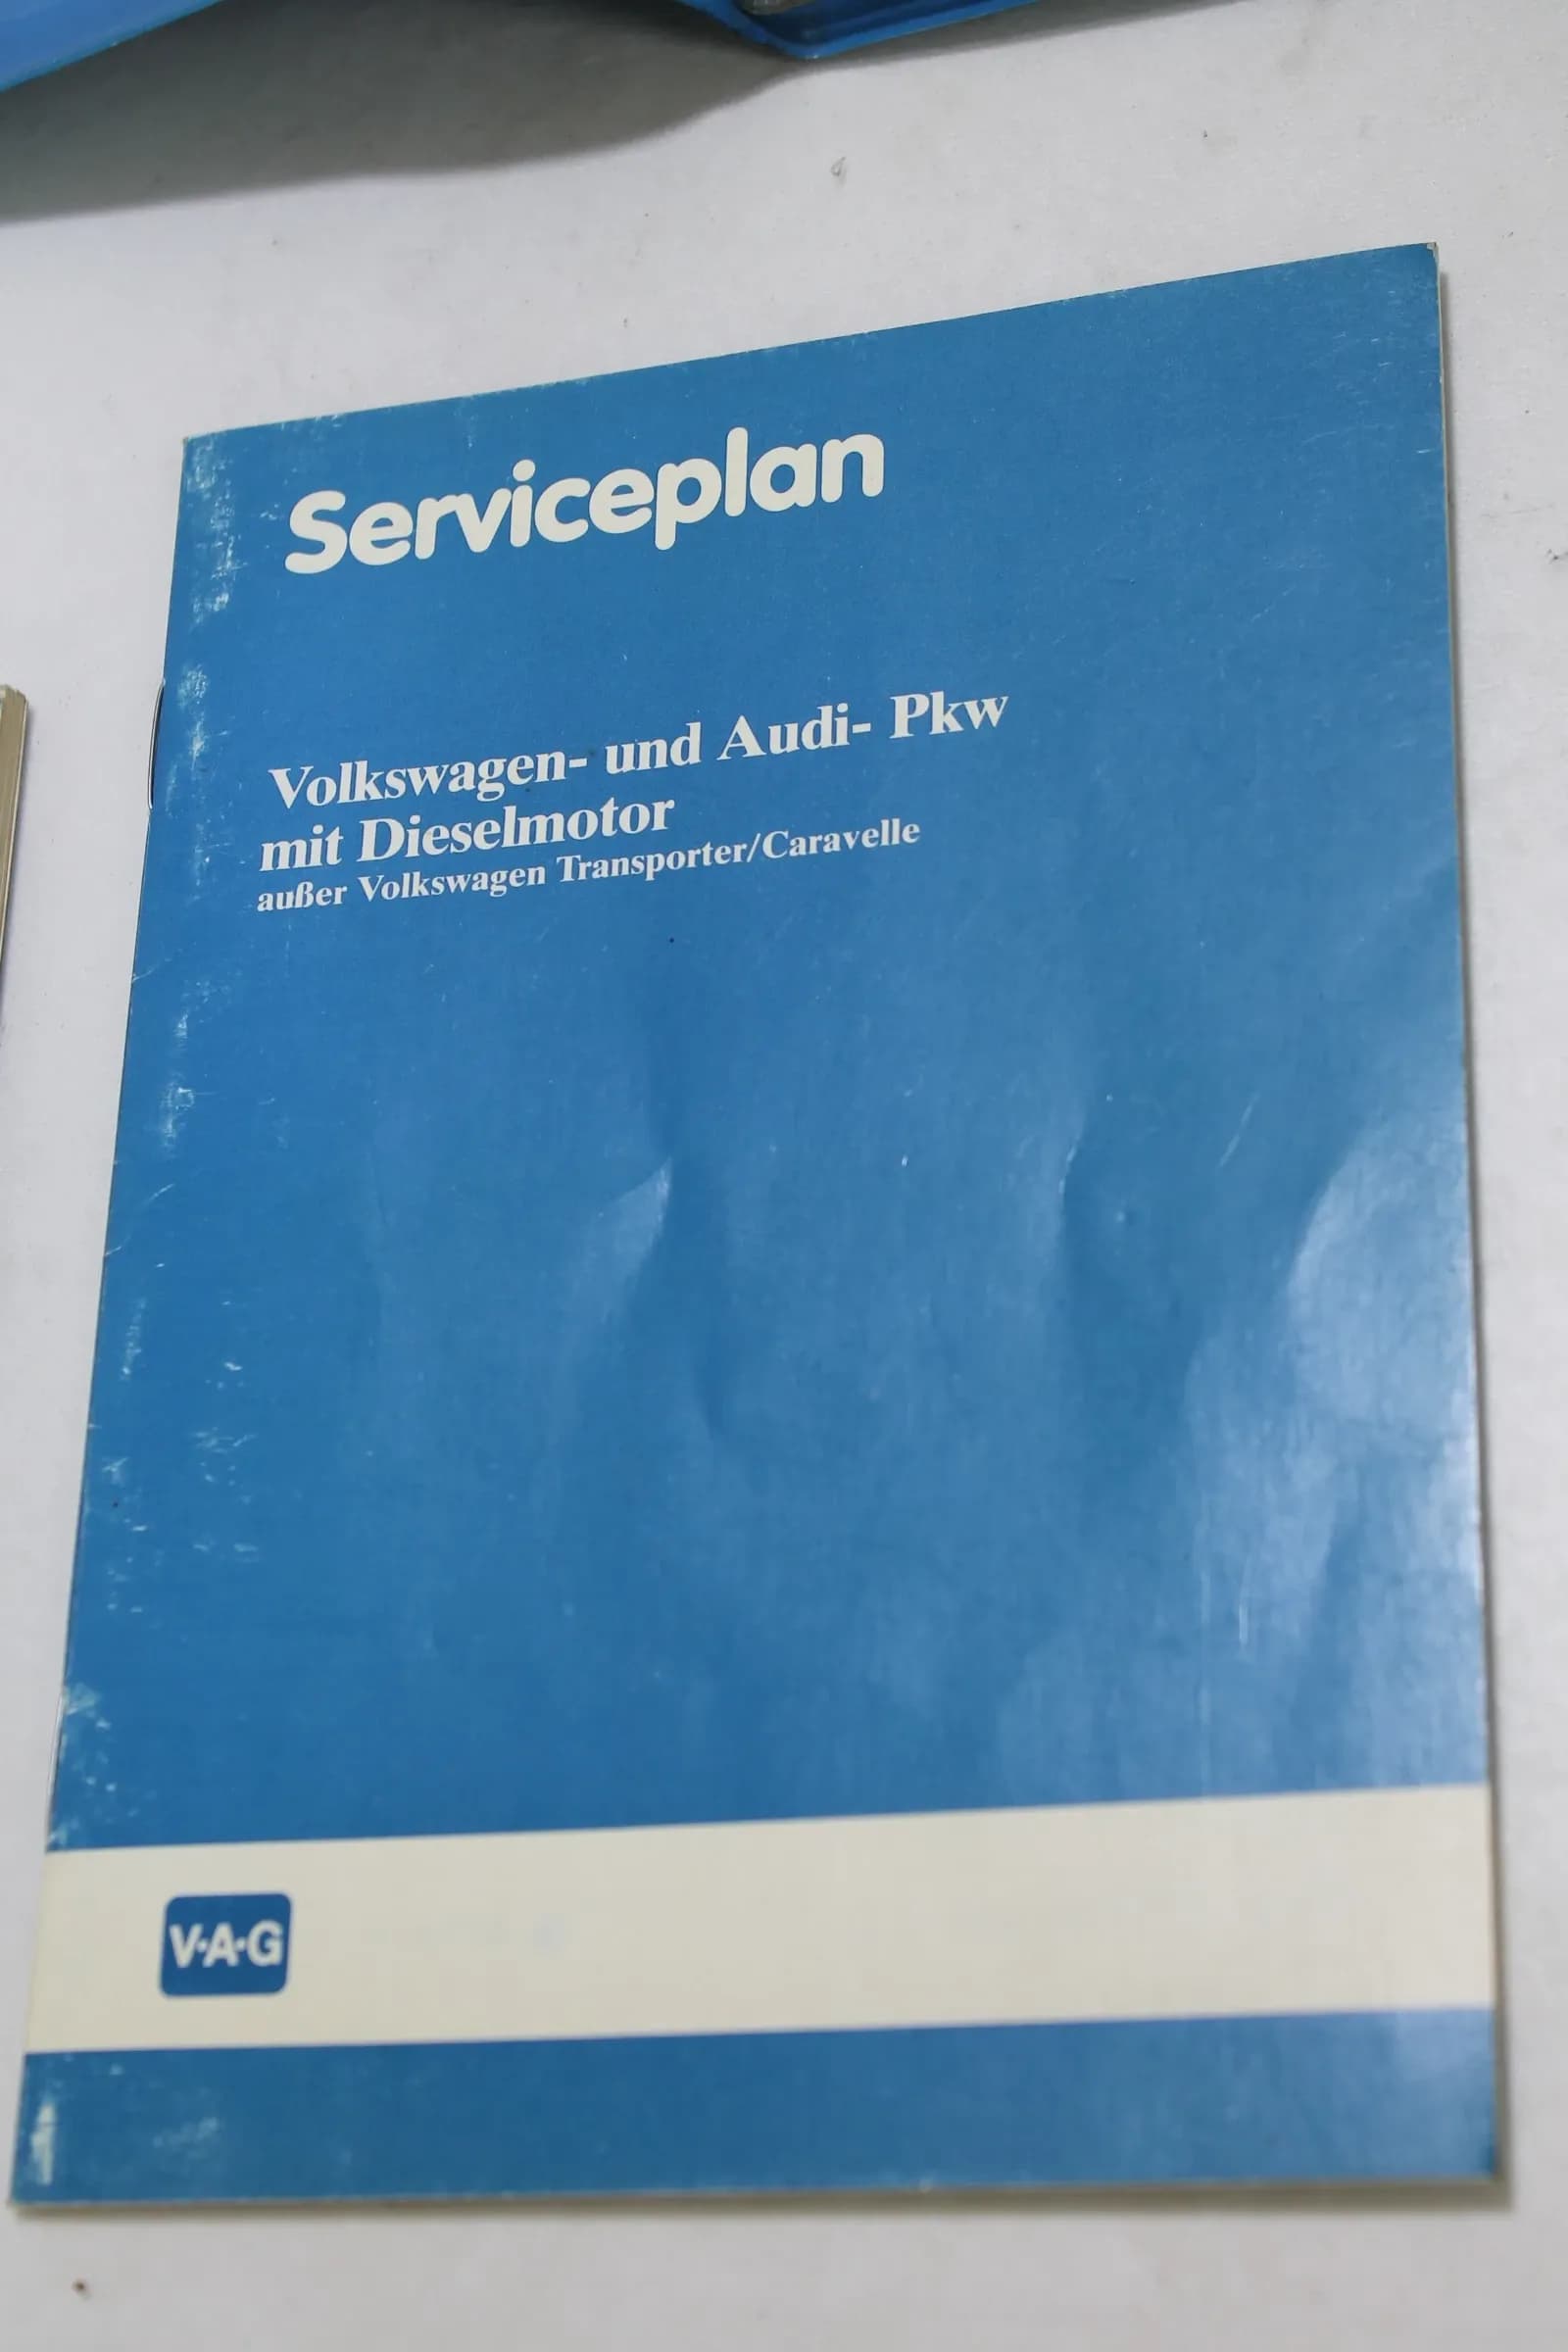 Serviceplan
Volkswagen- und Audi- Pkw
mit Dieselmotor
außer Volkswagen Transporter/Caravelle
V·A·G